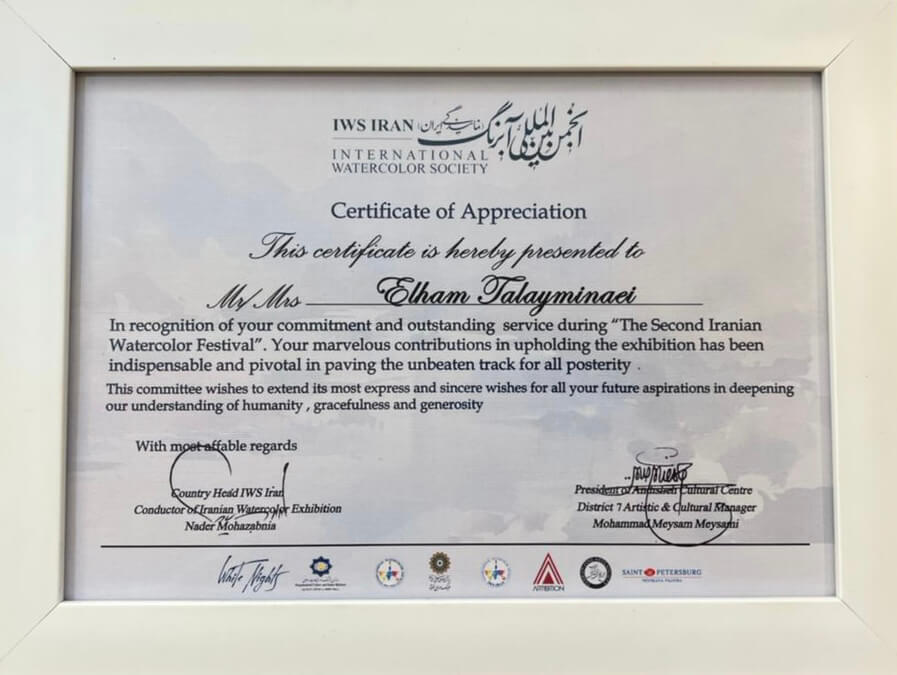 IWS IRAN (نمایندگی ایران) انجمن بین المللی آبرنگ
INTERNATIONAL
WATERCOLOR SOCIETY
Certificate of Appreciation
This certificate is hereby presented to
Mr/Mrs Elham Talayminaei
In recognition of your commitment and outstanding service during “The Second Iranian
Watercolor Festival”. Your marvelous contributions in upholding the exhibition has been
indispensable and pivotal in paving the unbeaten track for all posterity .
This committee wishes to extend its most express and sincere wishes for all your future aspirations in deepening
our understanding of humanity , gracefulness and generosity
With most affable regards
Country Head IWS Iran
Conductor of Iranian Watercolor Exhibition
Nader Mohazabnia
President of Andisheh Cultural Centre
District 7 Artistic & Cultural Manager
Mohammad Meysam Meysami
White Nights
ARTIBITION
SAINT PETERSBURG